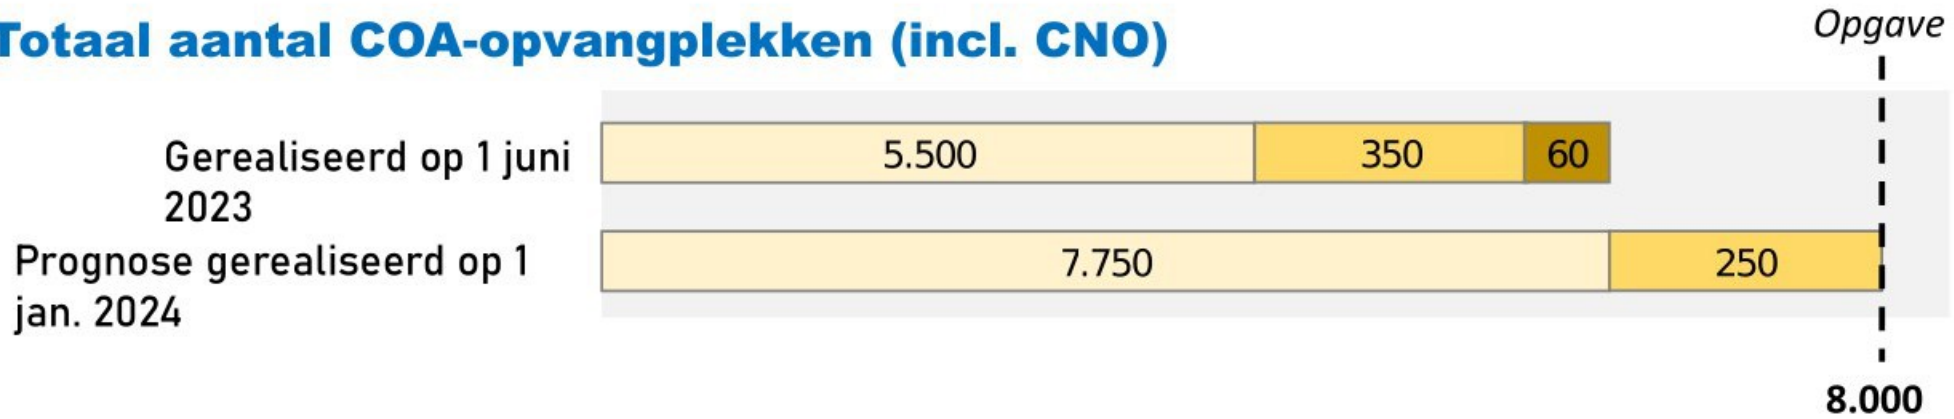 Totaal aantal COA-opvangplekken (incl. CNO)
Opgave
Gerealiseerd op 1 juni
2023
5.500
350
60
Prognose gerealiseerd op 1
jan. 2024
7.750
250
8.000